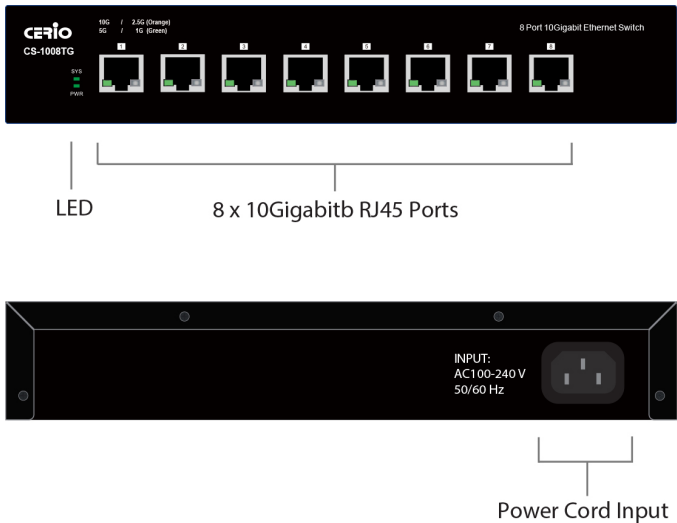 CERIO
CS-1008TG
10G / 2.5G (Orange)
5G / 1G (Green)
8 Port 10Gigabit Ethernet Switch
1 2 3 4 5 6 7 8
SYS
PWR
LED
8 x 10Gigabitb RJ45 Ports
INPUT:
AC100-240 V
50/60 Hz
Power Cord Input